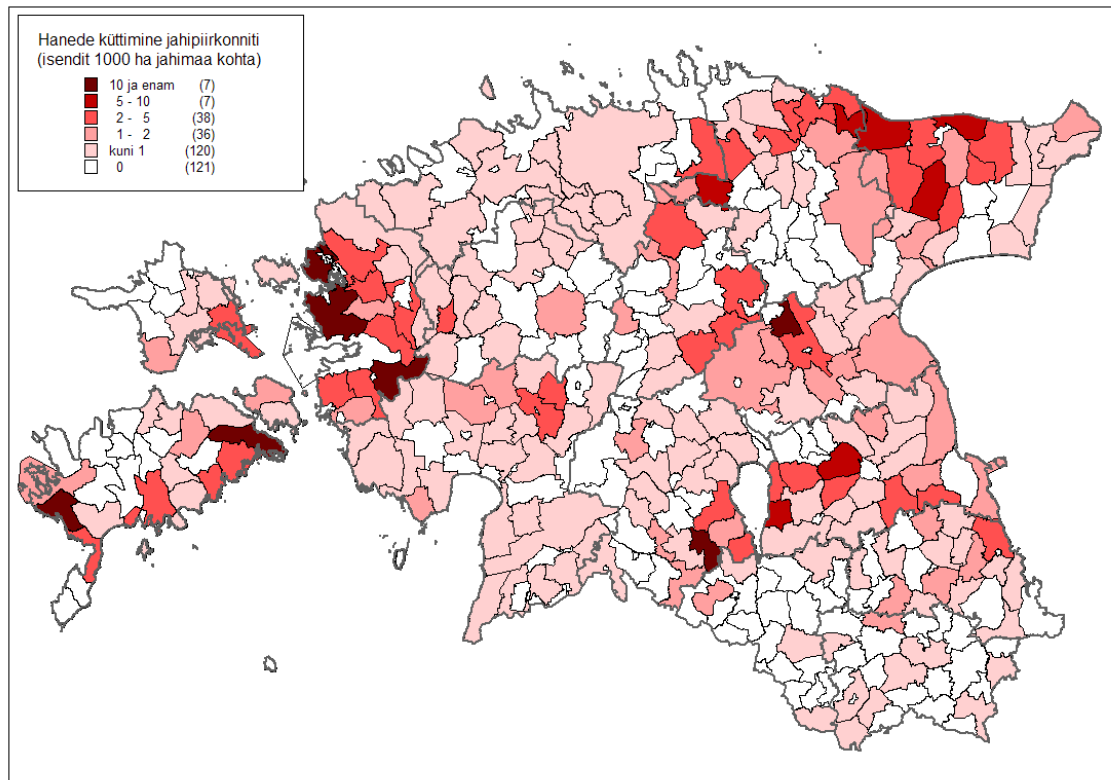 Hanede küttimine jahipiirkonniti
(isendit 1000 ha jahimaa kohta)
10 ja enam (7)
5 - 10 (7)
2 - 5 (38)
1 - 2 (36)
kuni 1 (120)
0 (121)